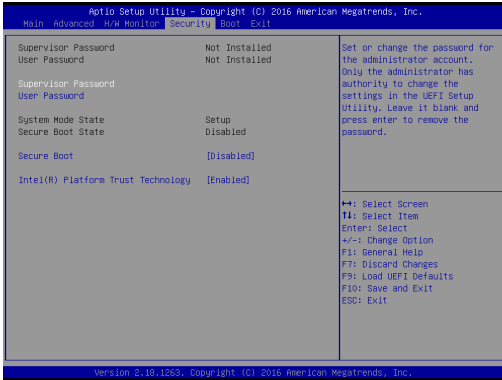 Aptio Setup Utility – Copyright (C) 2016 American Megatrends, Inc.
Main Advanced H/W Monitor Security Boot Exit
Supervisor Password Not Installed
User Password Not Installed
Supervisor Password
User Password
System Mode State Setup
Secure Boot State Disabled
Secure Boot [Disabled]
Intel(R) Platform Trust Technology [Enabled]
Set or change the password for
the administrator account.
Only the administrator has
authority to change the
settings in the UEFI Setup
Utility. Leave it blank and
press enter to remove the
password.
↔: Select Screen
↑↓: Select Item
Enter: Select
+/-: Change Option
F1: General Help
F7: Discard Changes
F9: Load UEFI Defaults
F10: Save and Exit
ESC: Exit
Version 2.18.1263. Copyright (C) 2016 American Megatrends, Inc.